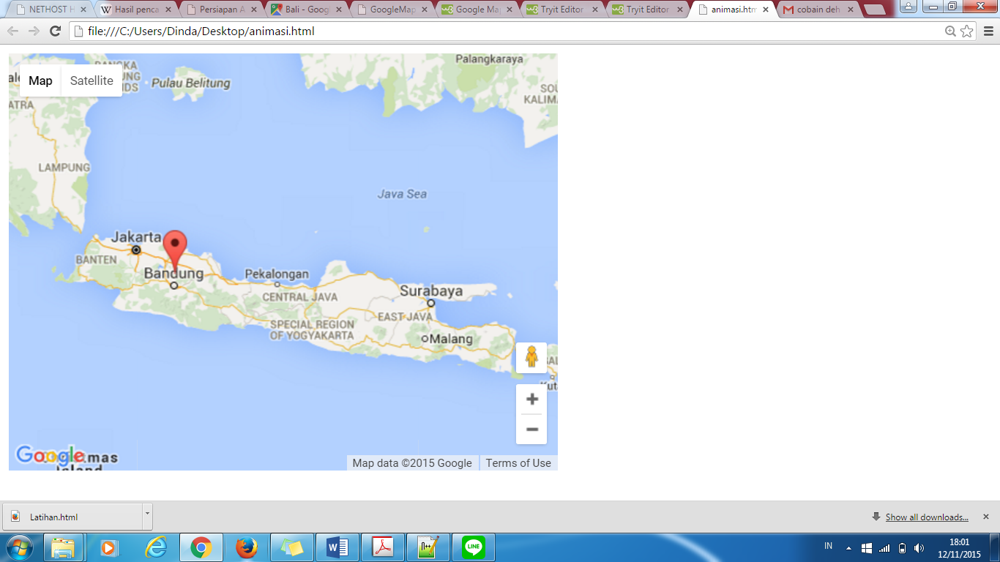 NETHOST H
Hasil penca
Persiapan A
Bali - Goog
GoogleMap
Google Ma
Tryit Editor
Tryit Editor
animasi.htm
cobain deh,
file:///C:/Users/Dinda/Desktop/animasi.html
Map
Satellite
Pulau Belitung
Palangkaraya
LAMPUNG
Java Sea
Jakarta
BANTEN
Bandung
Pekalongan
CENTRAL JAVA
Surabaya
EAST JAVA
SPECIAL REGION
OF YOGYAKARTA
Malang
Google
Map data ©2015 Google
Terms of Use
Latihan.html
Show all downloads...
W
LINE
IN
18:01
12/11/2015